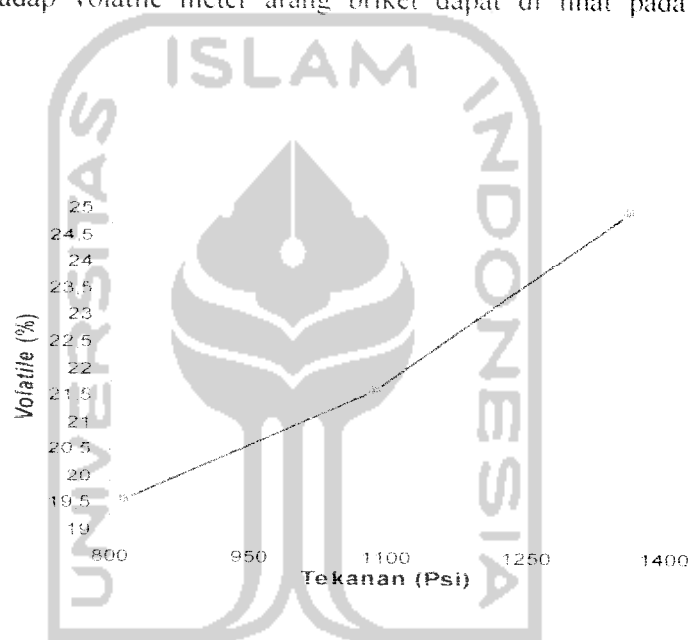 volatile meter arang briket dapat di lihat pada
ISLAM
UNIVERSITAS
INDONESIA
25
24,5
24
23,5
23
22,5
22
21,5
21
20,5
20
19,5
19
Volatile (%)
800 950 1100 1250 1400
Tekanan (Psi)